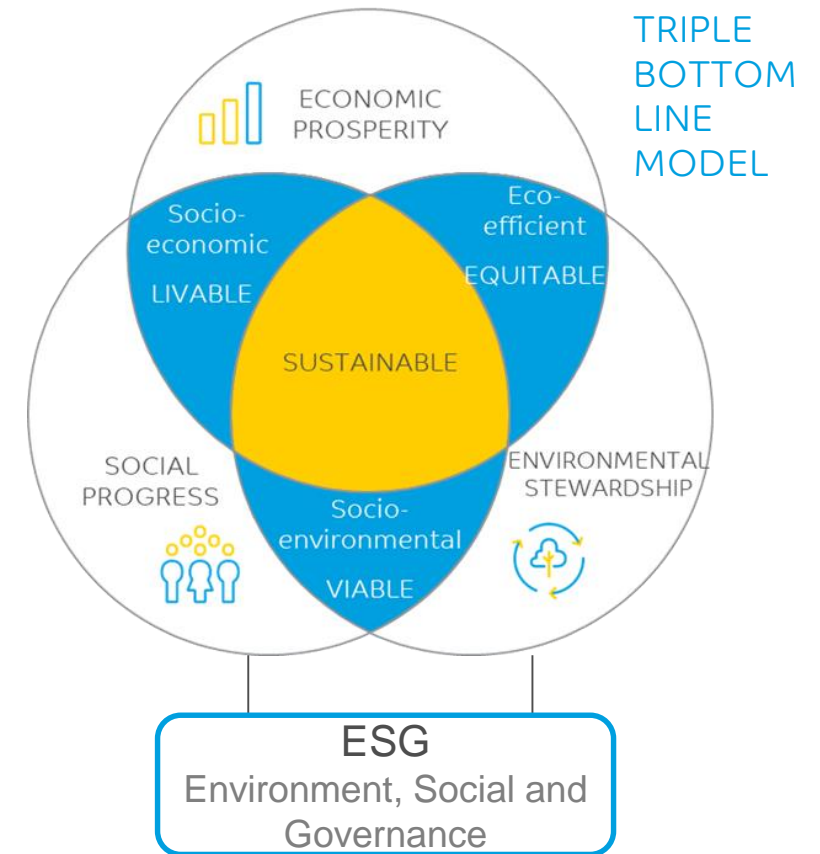 TRIPLE
BOTTOM
LINE
MODEL
ECONOMIC
PROSPERITY
Socio-
economic
LIVABLE
Eco-
efficient
EQUITABLE
SUSTAINABLE
SOCIAL
PROGRESS
ENVIRONMENTAL
STEWARDSHIP
Socio-
environmental
VIABLE
ESG
Environment, Social and
Governance